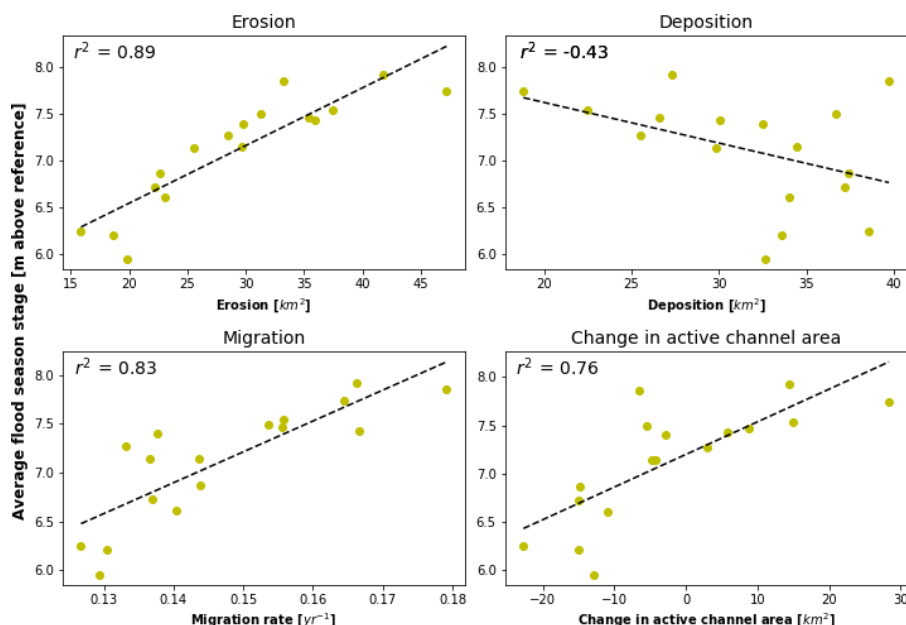 Erosion
r² = 0.89
8.0
7.5
7.0
6.5
6.0
15 20 25 30 35 40 45
Erosion [km²]
Deposition
r² = -0.43
8.0
7.5
7.0
6.5
6.0
20 25 30 35 40
Deposition [km²]
Average flood season stage [m above reference]
Migration
r² = 0.83
8.0
7.5
7.0
6.5
6.0
0.13 0.14 0.15 0.16 0.17 0.18
Migration rate [yr⁻¹]
Change in active channel area
r² = 0.76
8.0
7.5
7.0
6.5
6.0
−20 −10 0 10 20 30
Change in active channel area [km²]